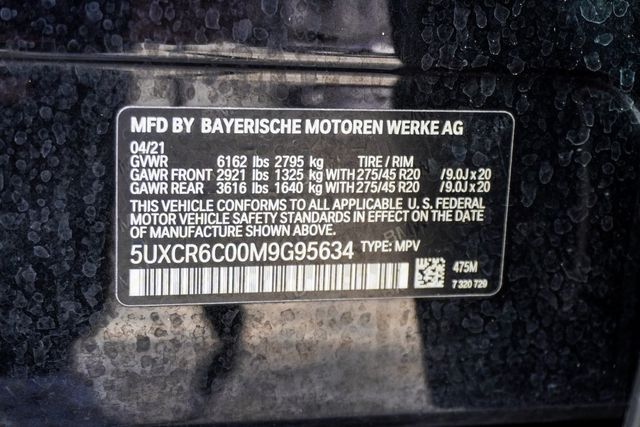 MFD BY BAYERISCHE MOTOREN WERKE AG
04/21
GVWR 6162 lbs 2795 kg TIRE / RIM
GAWR FRONT 2921 lbs 1325 kg WITH 275/45 R20 /9.0J x 20
GAWR REAR 3616 lbs 1640 kg WITH 275/45 R20 /9.0J x 20
THIS VEHICLE CONFORMS TO ALL APPLICABLE U. S. FEDERAL
MOTOR VEHICLE SAFETY STANDARDS IN EFFECT ON THE DATE OF
MANUFACTURE SHOWN ABOVE.
5UXCR6C00M9G95634 TYPE: MPV
475M
7 320 729